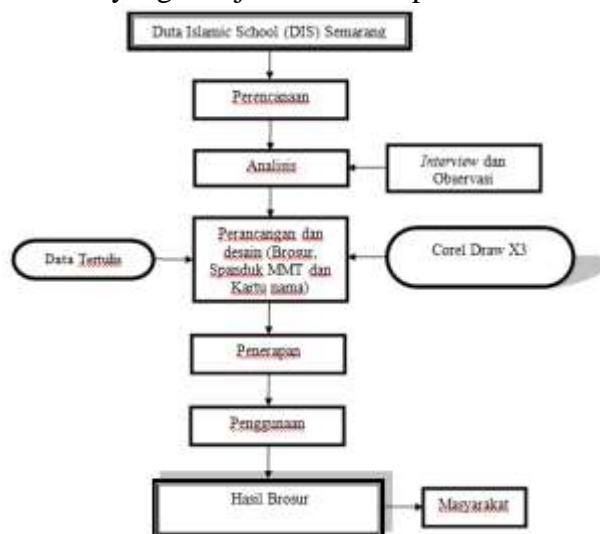 yang
Duta Islamic School (DIS) Semarang
Perencanaan
Analisis
Interview dan
Observasi
Perancangan dan
desain (Brosur,
Spanduk MMT dan
Kartu nama)
Data Tertulis
Corel Draw X3
Penerapan
Penggunaan
Hasil Brosur
Masyarakat